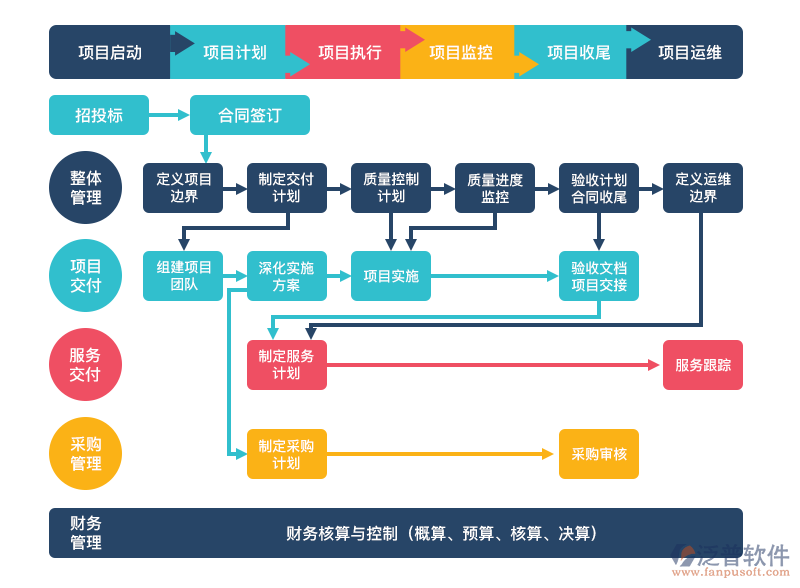 项目启动
项目计划
项目执行
项目监控
项目收尾
项目运维
招投标
合同签订
整体
管理
定义项目
边界
制定交付
计划
质量控制
计划
质量进度
监控
验收计划
合同收尾
定义运维
边界
项目
交付
组建项目
团队
深化实施
方案
项目实施
验收文档
项目交接
服务
交付
制定服务
计划
服务跟踪
采购
管理
制定采购
计划
采购审核
财务
管理
财务核算与控制（概算、预算、核算、决算）
泛普软件
www.fanpusoft.com